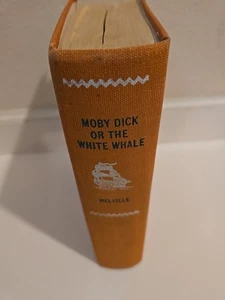 MOBY DICK
OR THE
WHITE WHALE
MELVILLE